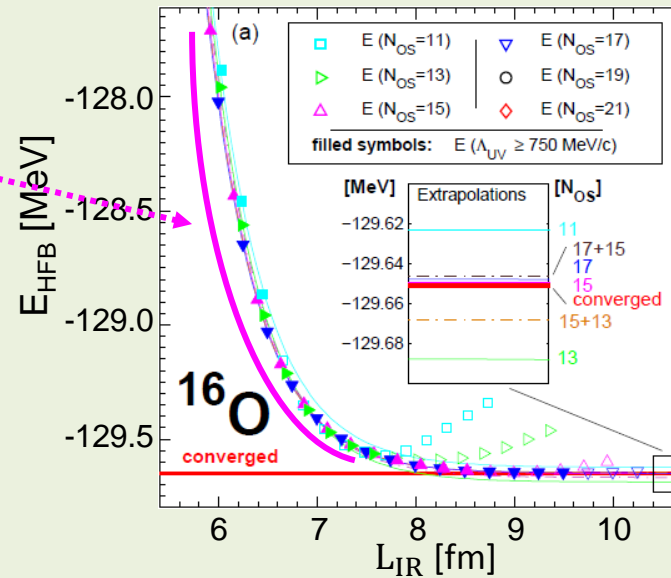 (a)
E (N_OS=11)
E (N_OS=13)
E (N_OS=15)
E (N_OS=17)
E (N_OS=19)
E (N_OS=21)
filled symbols: E (Λ_UV ≥ 750 MeV/c)
[MeV] Extrapolations [N_OS]
−129.62
−129.64
−129.66
−129.68
11
17+15
17
15
converged
15+13
13
-128.0
-128.5
-129.0
-129.5
E_HFB [MeV]
¹⁶O
converged
6 7 8 9 10
L_IR [fm]